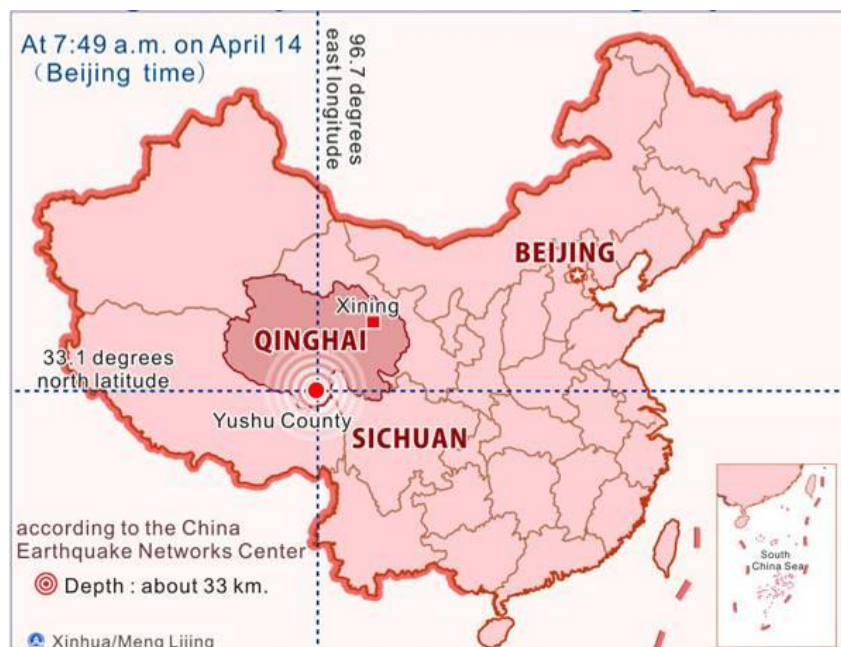 At 7:49 a.m. on April 14
（Beijing time）
96.7 degrees
east longitude
BEIJING
Xining
QINGHAI
33.1 degrees
north latitude
Yushu County
SICHUAN
according to the China
Earthquake Networks Center
Depth : about 33 km.
South
China Sea
Xinhua/Meng Lijing